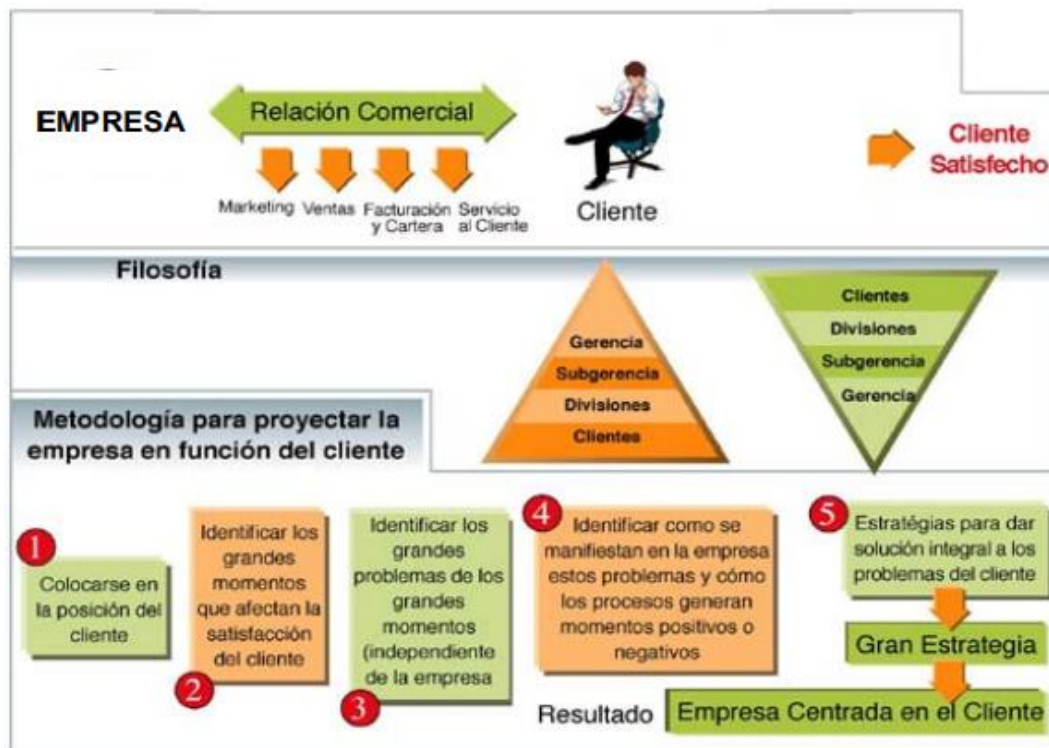 EMPRESA
Relación Comercial
Marketing
Ventas
Facturación
y Cartera
Servicio
al Cliente
Cliente
Cliente
Satisfecho
Filosofía
Gerencia
Subgerencia
Divisiones
Clientes
Clientes
Divisiones
Subgerencia
Gerencia
Metodología para proyectar la
empresa en función del cliente
1
Colocarse en
la posición del
cliente
Identificar los
grandes
momentos
que afectan la
satisfacción
del cliente
2
Identificar los
grandes
problemas de los
grandes
momentos
(independiente
de la empresa
3
4
Identificar como se
manifiestan en la empresa
estos problemas y cómo
los procesos generan
momentos positivos o
negativos
5
Estratégias para dar
solución integral a los
problemas del cliente
Gran Estrategia
Resultado
Empresa Centrada en el Cliente